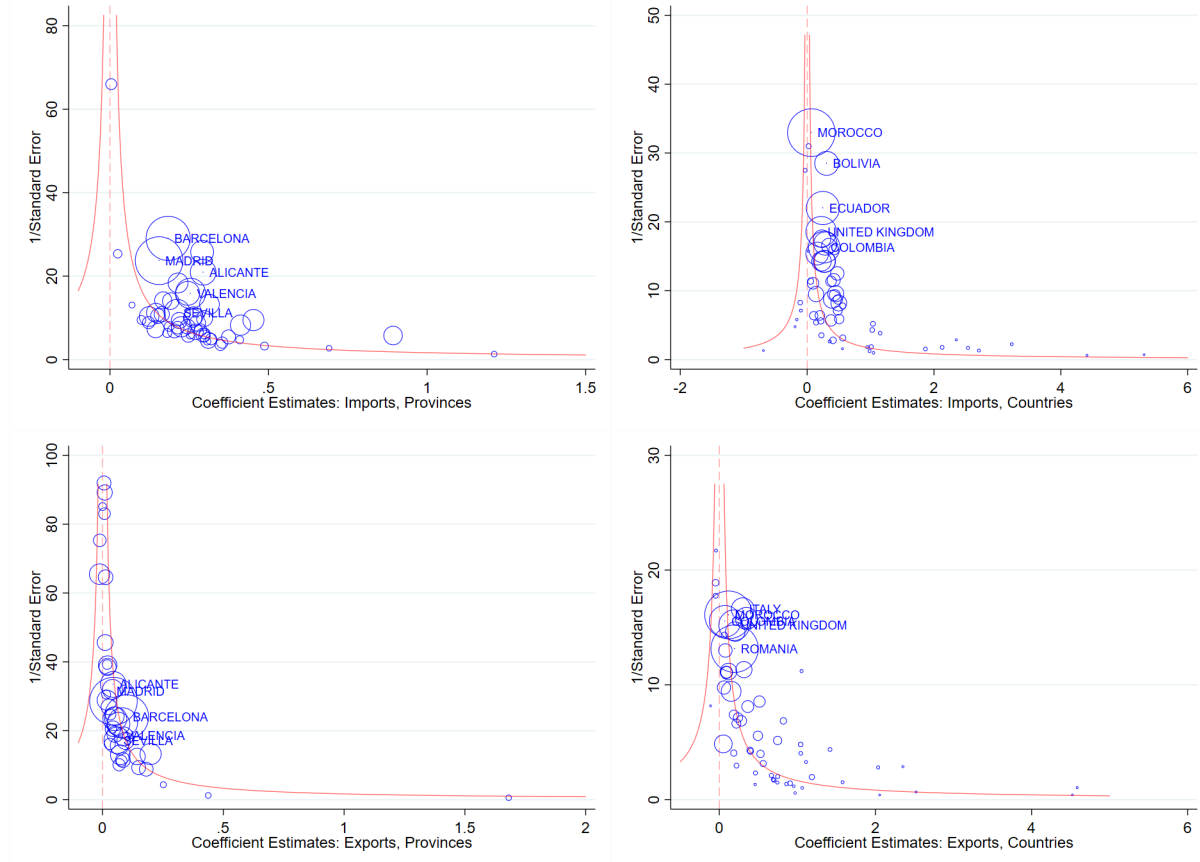 80
60
40
20
0
1/Standard Error
BARCELONA
MADRID
ALICANTE
VALENCIA
SEVILLA
0
.5
1
1.5
Coefficient Estimates: Imports, Provinces
50
40
30
20
10
0
1/Standard Error
MOROCCO
BOLIVIA
ECUADOR
UNITED KINGDOM
COLOMBIA
-2
0
2
4
6
Coefficient Estimates: Imports, Countries
100
80
60
40
20
0
1/Standard Error
ALICANTE
MADRID
BARCELONA
VALENCIA
SEVILLA
0
.5
1
1.5
2
Coefficient Estimates: Exports, Provinces
30
20
10
0
1/Standard Error
ITALY
MOROCCO
COLOMBIA
UNITED KINGDOM
ROMANIA
0
2
4
6
Coefficient Estimates: Exports, Countries